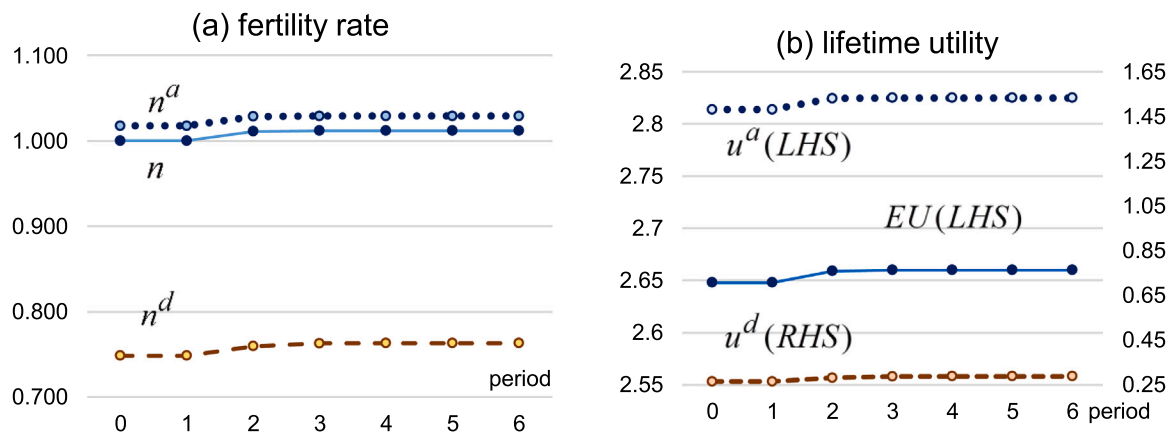 (a) fertility rate
1.100
n^a
1.000
n
0.900
0.800
n^d
period
0.700
0 1 2 3 4 5 6
(b) lifetime utility
2.85 1.65
2.8 1.45
u^a (LHS)
2.75 1.25
2.7 EU (LHS) 1.05
0.85
2.65 0.65
2.6 u^d (RHS) 0.45
2.55 0.25
0 1 2 3 4 5 6 period